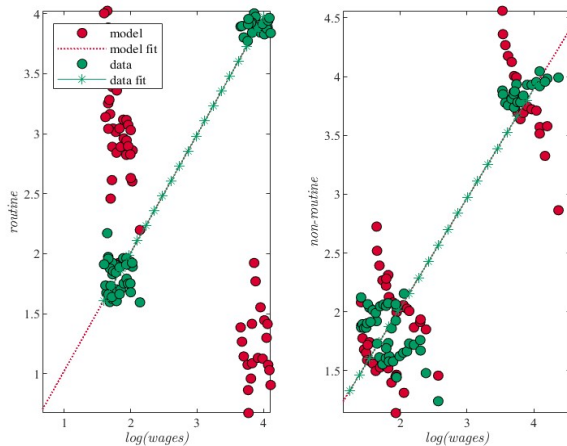 4
3.5
3
2.5
2
1.5
1
routine
model
model fit
data
data fit
1
2
3
4
log(wages)
4.5
4
3.5
3
2.5
2
1.5
non-routine
2
3
4
log(wages)